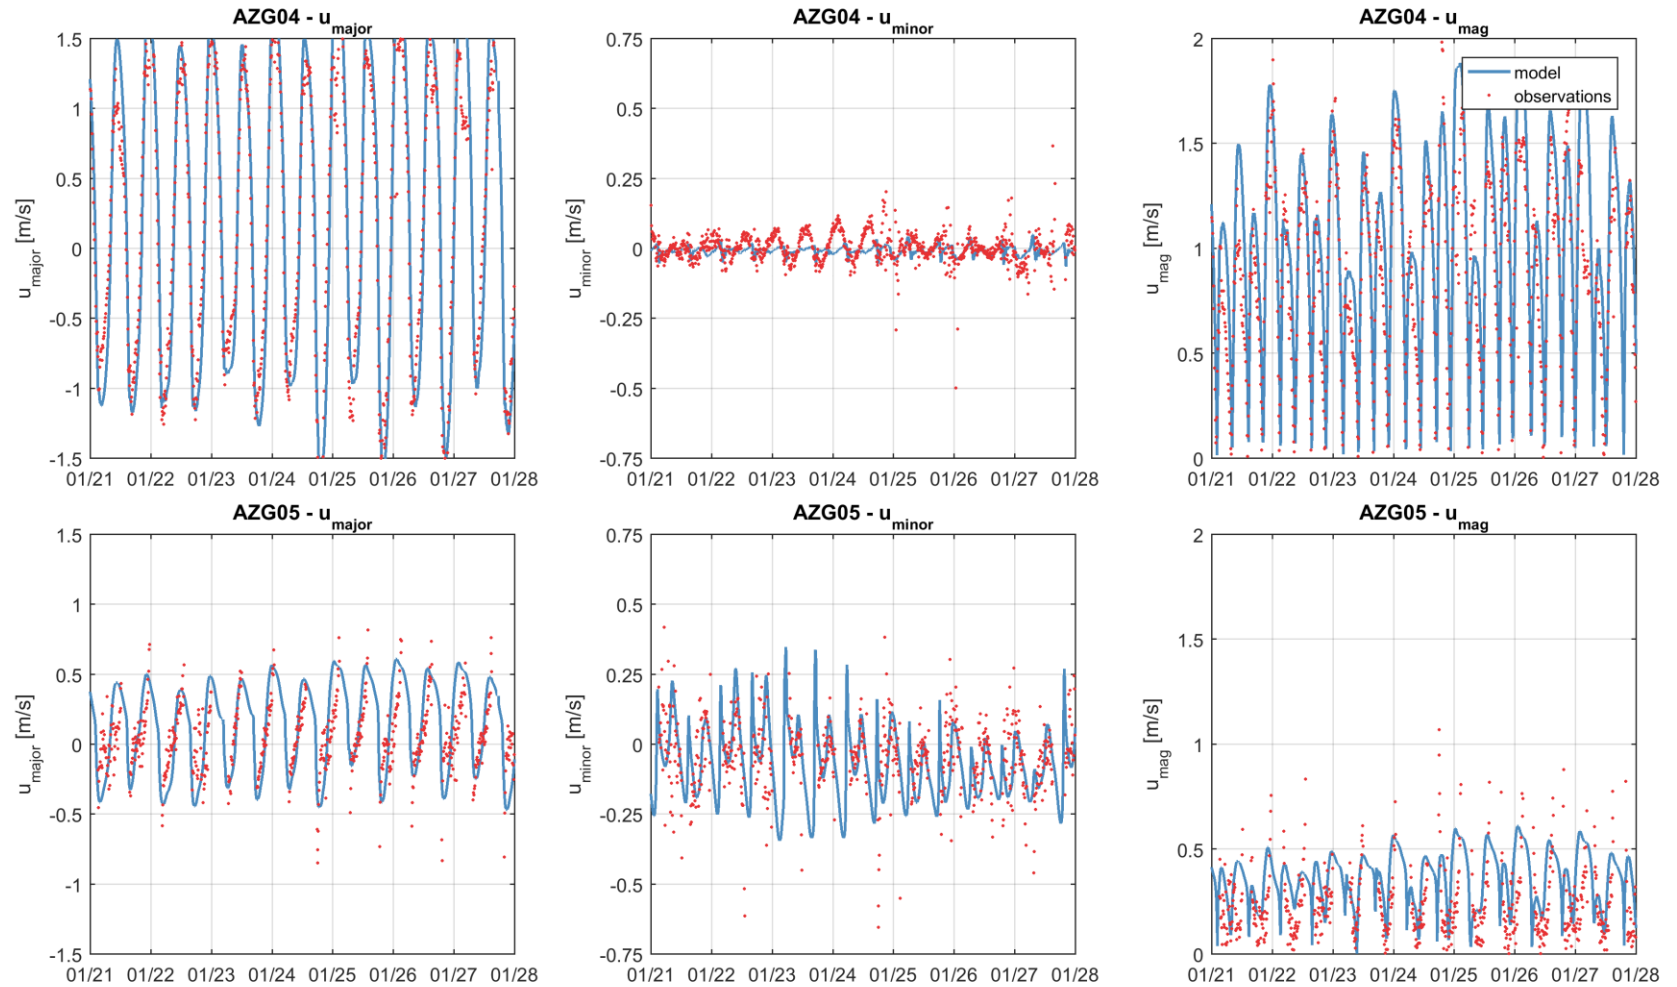 AZG04 - u_major
1.5
1
0.5
0
-0.5
-1
-1.5
u_major [m/s]
01/21 01/22 01/23 01/24 01/25 01/26 01/27 01/28
AZG04 - u_minor
0.75
0.5
0.25
0
-0.25
-0.5
-0.75
u_minor [m/s]
01/21 01/22 01/23 01/24 01/25 01/26 01/27 01/28
AZG04 - u_mag
2
1.5
1
0.5
0
u_mag [m/s]
model
observations
01/21 01/22 01/23 01/24 01/25 01/26 01/27 01/28
AZG05 - u_major
1.5
1
0.5
0
-0.5
-1
-1.5
u_major [m/s]
01/21 01/22 01/23 01/24 01/25 01/26 01/27 01/28
AZG05 - u_minor
0.75
0.5
0.25
0
-0.25
-0.5
-0.75
u_minor [m/s]
01/21 01/22 01/23 01/24 01/25 01/26 01/27 01/28
AZG05 - u_mag
2
1.5
1
0.5
0
u_mag [m/s]
01/21 01/22 01/23 01/24 01/25 01/26 01/27 01/28